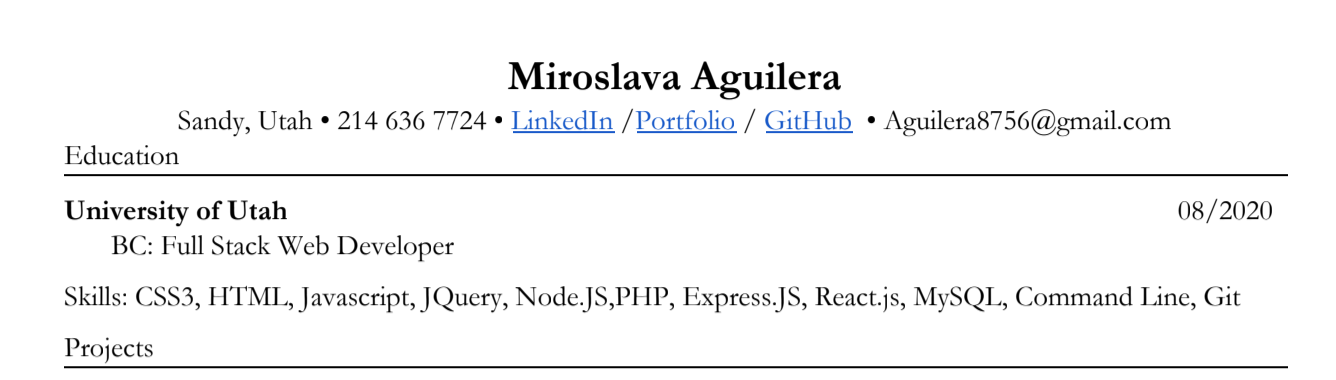 Miroslava Aguilera
Sandy, Utah • 214 636 7724 • LinkedIn /Portfolio / GitHub • Aguilera8756@gmail.com
Education
University of Utah 08/2020
BC: Full Stack Web Developer
Skills: CSS3, HTML, Javascript, JQuery, Node.JS,PHP, Express.JS, React.js, MySQL, Command Line, Git
Projects